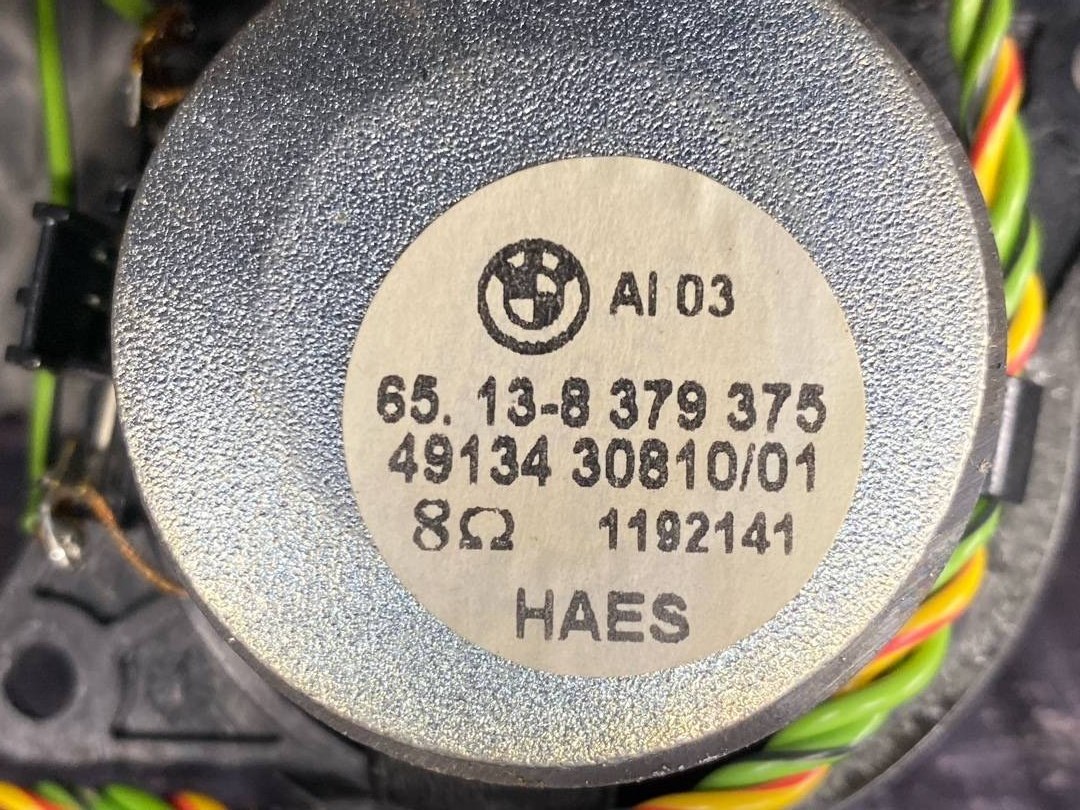 AI 03
65. 13-8 379 375
49134 30810/01
8Ω 1192141
HAES